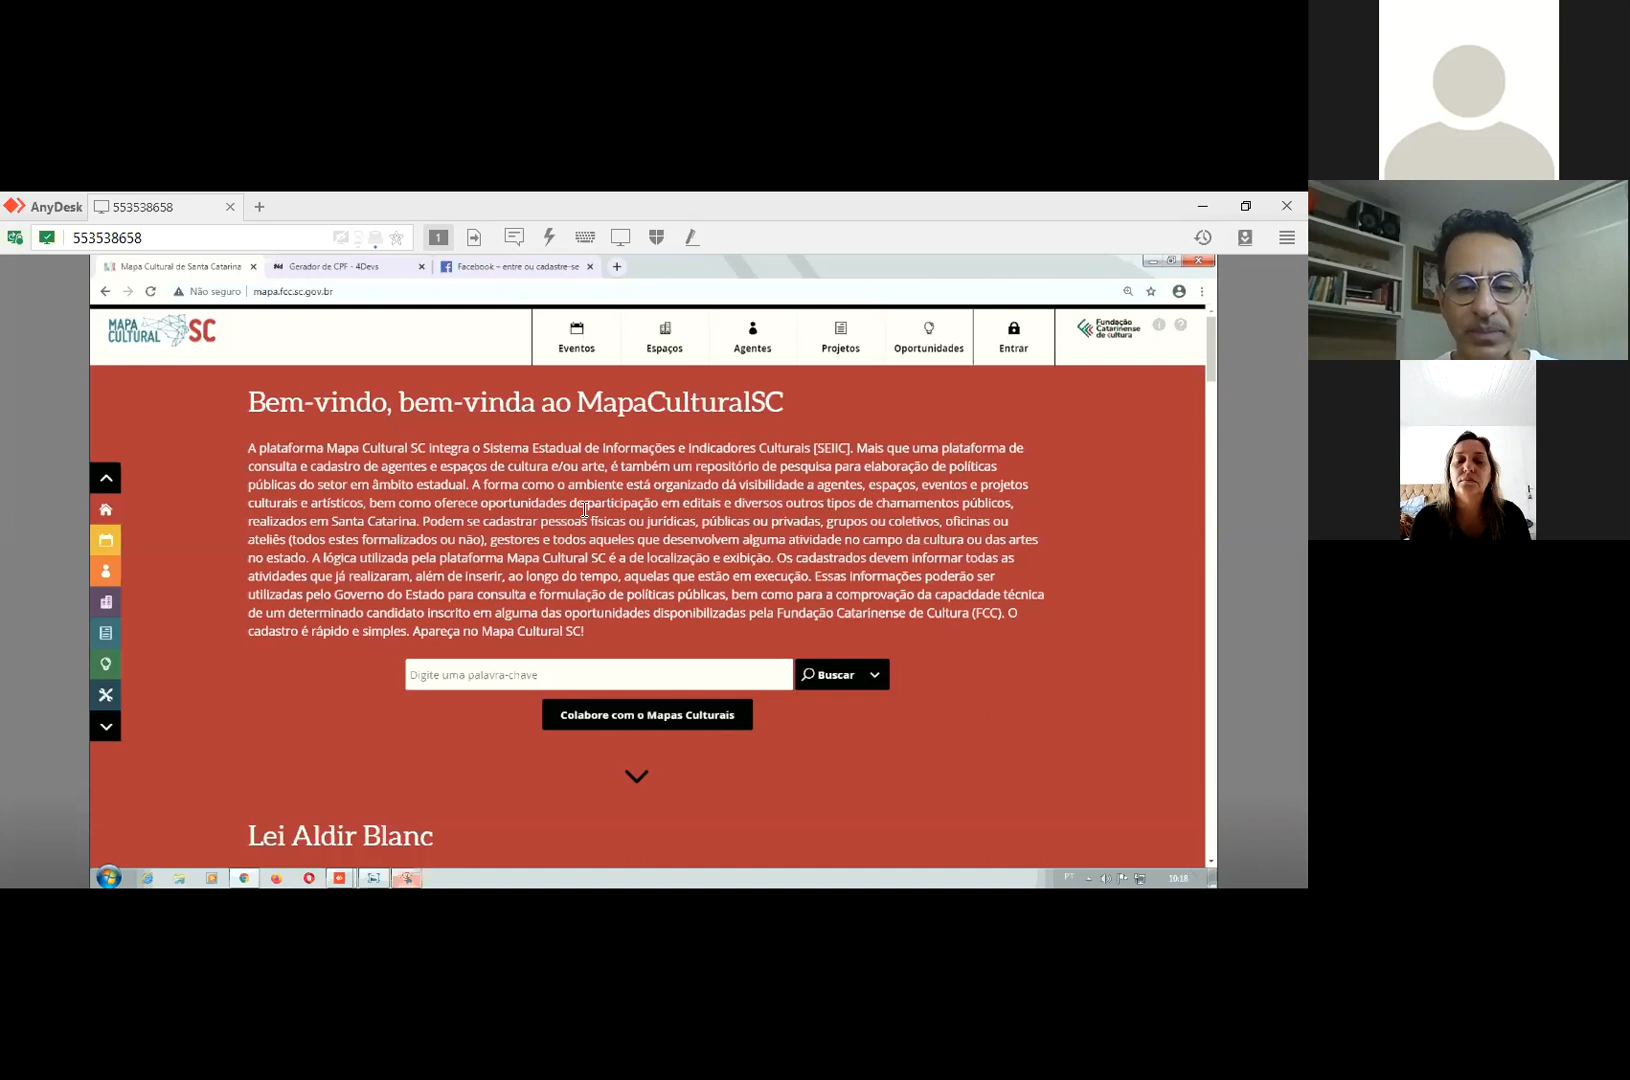 AnyDesk
553538658
553538658
1
Mapa Cultural de Santa Catarina
Gerador de CPF - 4Devs
Facebook – entre ou cadastre-se
Não seguro
mapa.fcc.sc.gov.br
MAPA
CULTURAL SC
Eventos
Espaços
Agentes
Projetos
Oportunidades
Entrar
Fundação
Catarinense
de cultura
Bem-vindo, bem-vinda ao MapaCulturalSC
A plataforma Mapa Cultural SC integra o Sistema Estadual de Informações e Indicadores Culturais [SEIIC]. Mais que uma plataforma de
consulta e cadastro de agentes e espaços de cultura e/ou arte, é também um repositório de pesquisa para elaboração de políticas
públicas do setor em âmbito estadual. A forma como o ambiente está organizado dá visibilidade a agentes, espaços, eventos e projetos
culturais e artísticos, bem como oferece oportunidades de participação em editais e diversos outros tipos de chamamentos públicos,
realizados em Santa Catarina. Podem se cadastrar pessoas físicas ou jurídicas, públicas ou privadas, grupos ou coletivos, oficinas ou
ateliês (todos estes formalizados ou não), gestores e todos aqueles que desenvolvem alguma atividade no campo da cultura ou das artes
no estado. A lógica utilizada pela plataforma Mapa Cultural SC é a de localização e exibição. Os cadastrados devem informar todas as
atividades que já realizaram, além de inserir, ao longo do tempo, aquelas que estão em execução. Essas informações poderão ser
utilizadas pelo Governo do Estado para consulta e formulação de políticas públicas, bem como para a comprovação da capacidade técnica
de um determinado candidato inscrito em alguma das oportunidades disponibilizadas pela Fundação Catarinense de Cultura (FCC). O
cadastro é rápido e simples. Apareça no Mapa Cultural SC!
Digite uma palavra-chave
Buscar
Colabore com o Mapas Culturais
Lei Aldir Blanc
PT
10:18